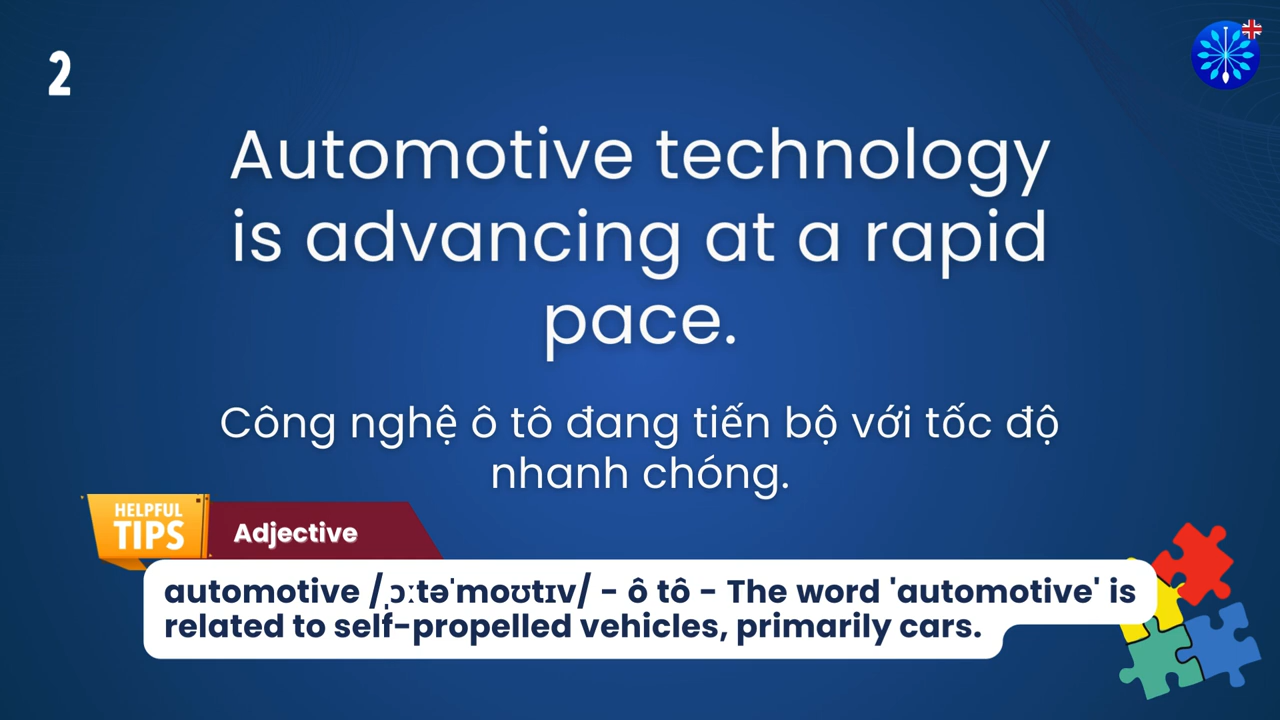 2
Automotive technology
is advancing at a rapid
pace.
Công nghệ ô tô đang tiến bộ với tốc độ
nhanh chóng.
HELPFUL
TIPS
Adjective
automotive /ˌɔːtəˈmoʊtɪv/ - ô tô - The word 'automotive' is
related to self-propelled vehicles, primarily cars.